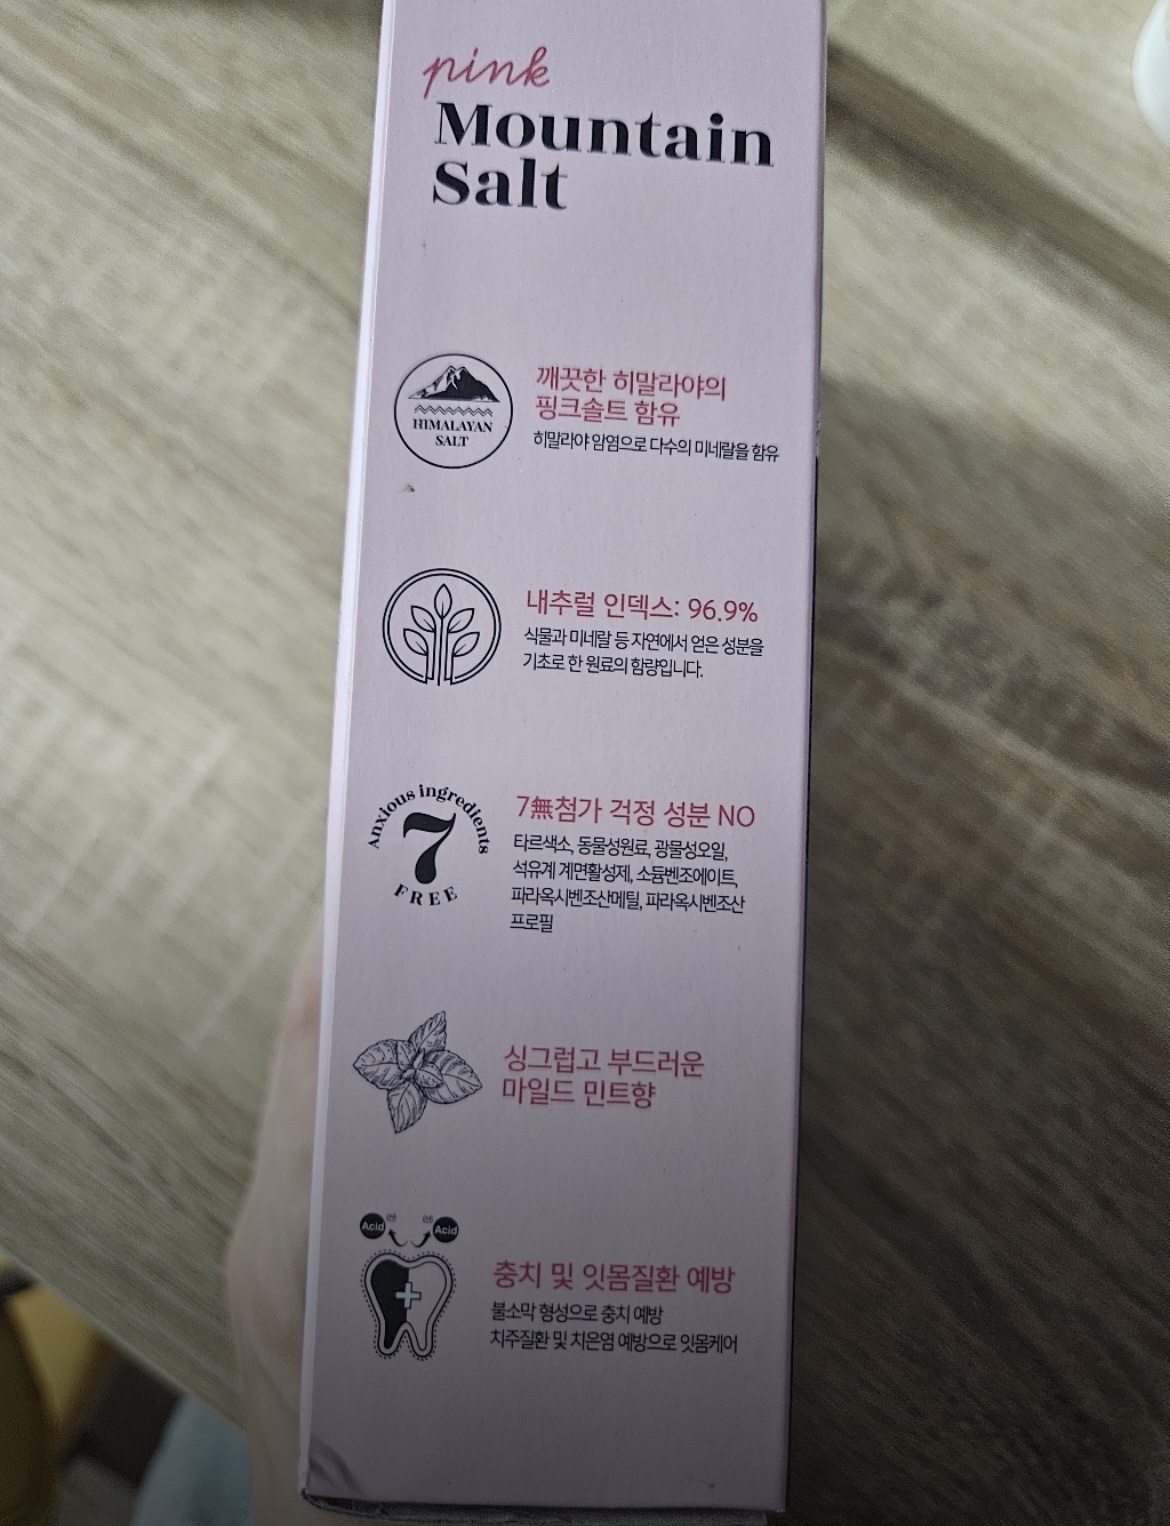 pink
Mountain
Salt
HIMALAYAN
SALT
깨끗한 히말라야의
핑크솔트 함유
히말라야 암염으로 다수의 미네랄을 함유
내추럴 인덱스: 96.9%
식물과 미네랄 등 자연에서 얻은 성분을
기초로 한 원료의 함량입니다.
Anxious ingredients
7
FREE
7無첨가 걱정 성분 NO
타르색소, 동물성원료, 광물성오일,
석유계 계면활성제, 소듐벤조에이트,
파라옥시벤조산메틸, 파라옥시벤조산
프로필
싱그럽고 부드러운
마일드 민트향
Acid
Acid
충치 및 잇몸질환 예방
불소막 형성으로 충치 예방
치주질환 및 치은염 예방으로 잇몸케어